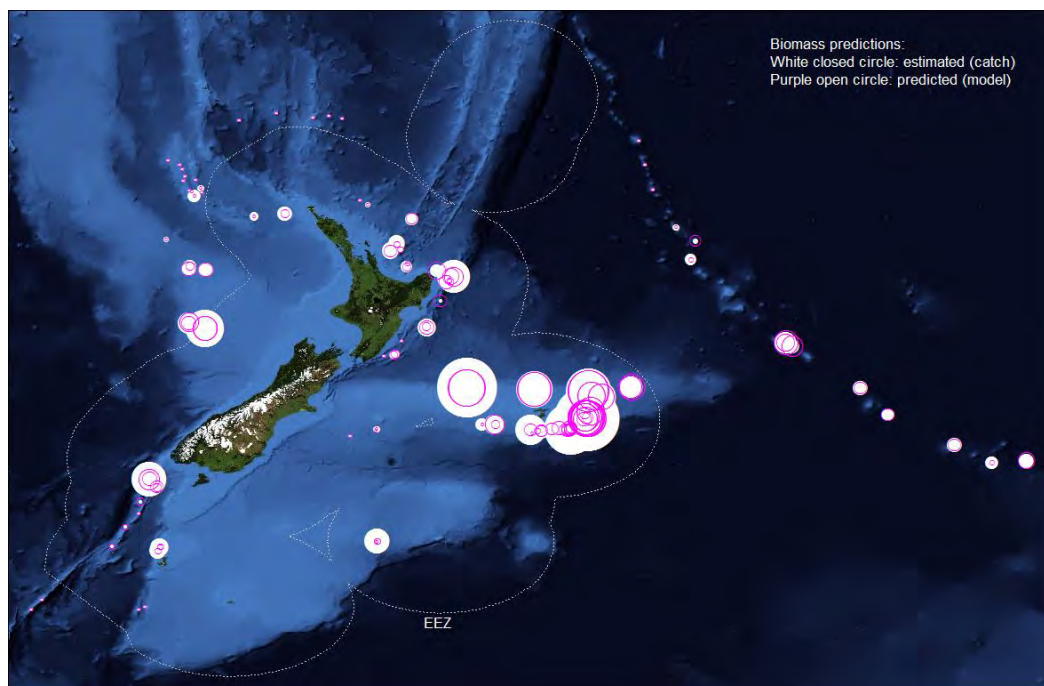 Biomass predictions:
White closed circle: estimated (catch)
Purple open circle: predicted (model)
EEZ